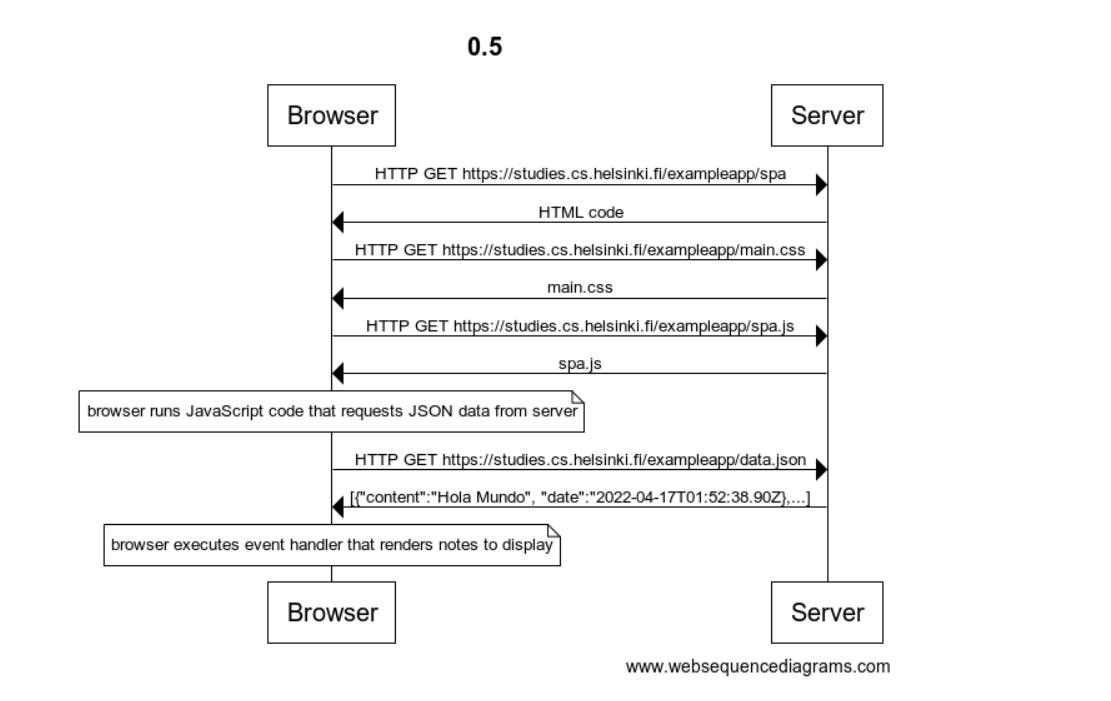 0.5
Browser
Server
HTTP GET https://studies.cs.helsinki.fi/exampleapp/spa
HTML code
HTTP GET https://studies.cs.helsinki.fi/exampleapp/main.css
main.css
HTTP GET https://studies.cs.helsinki.fi/exampleapp/spa.js
spa.js
browser runs JavaScript code that requests JSON data from server
HTTP GET https://studies.cs.helsinki.fi/exampleapp/data.json
[{"content":"Hola Mundo", "date":"2022-04-17T01:52:38.90Z},...]
browser executes event handler that renders notes to display
Browser
Server
www.websequencediagrams.com